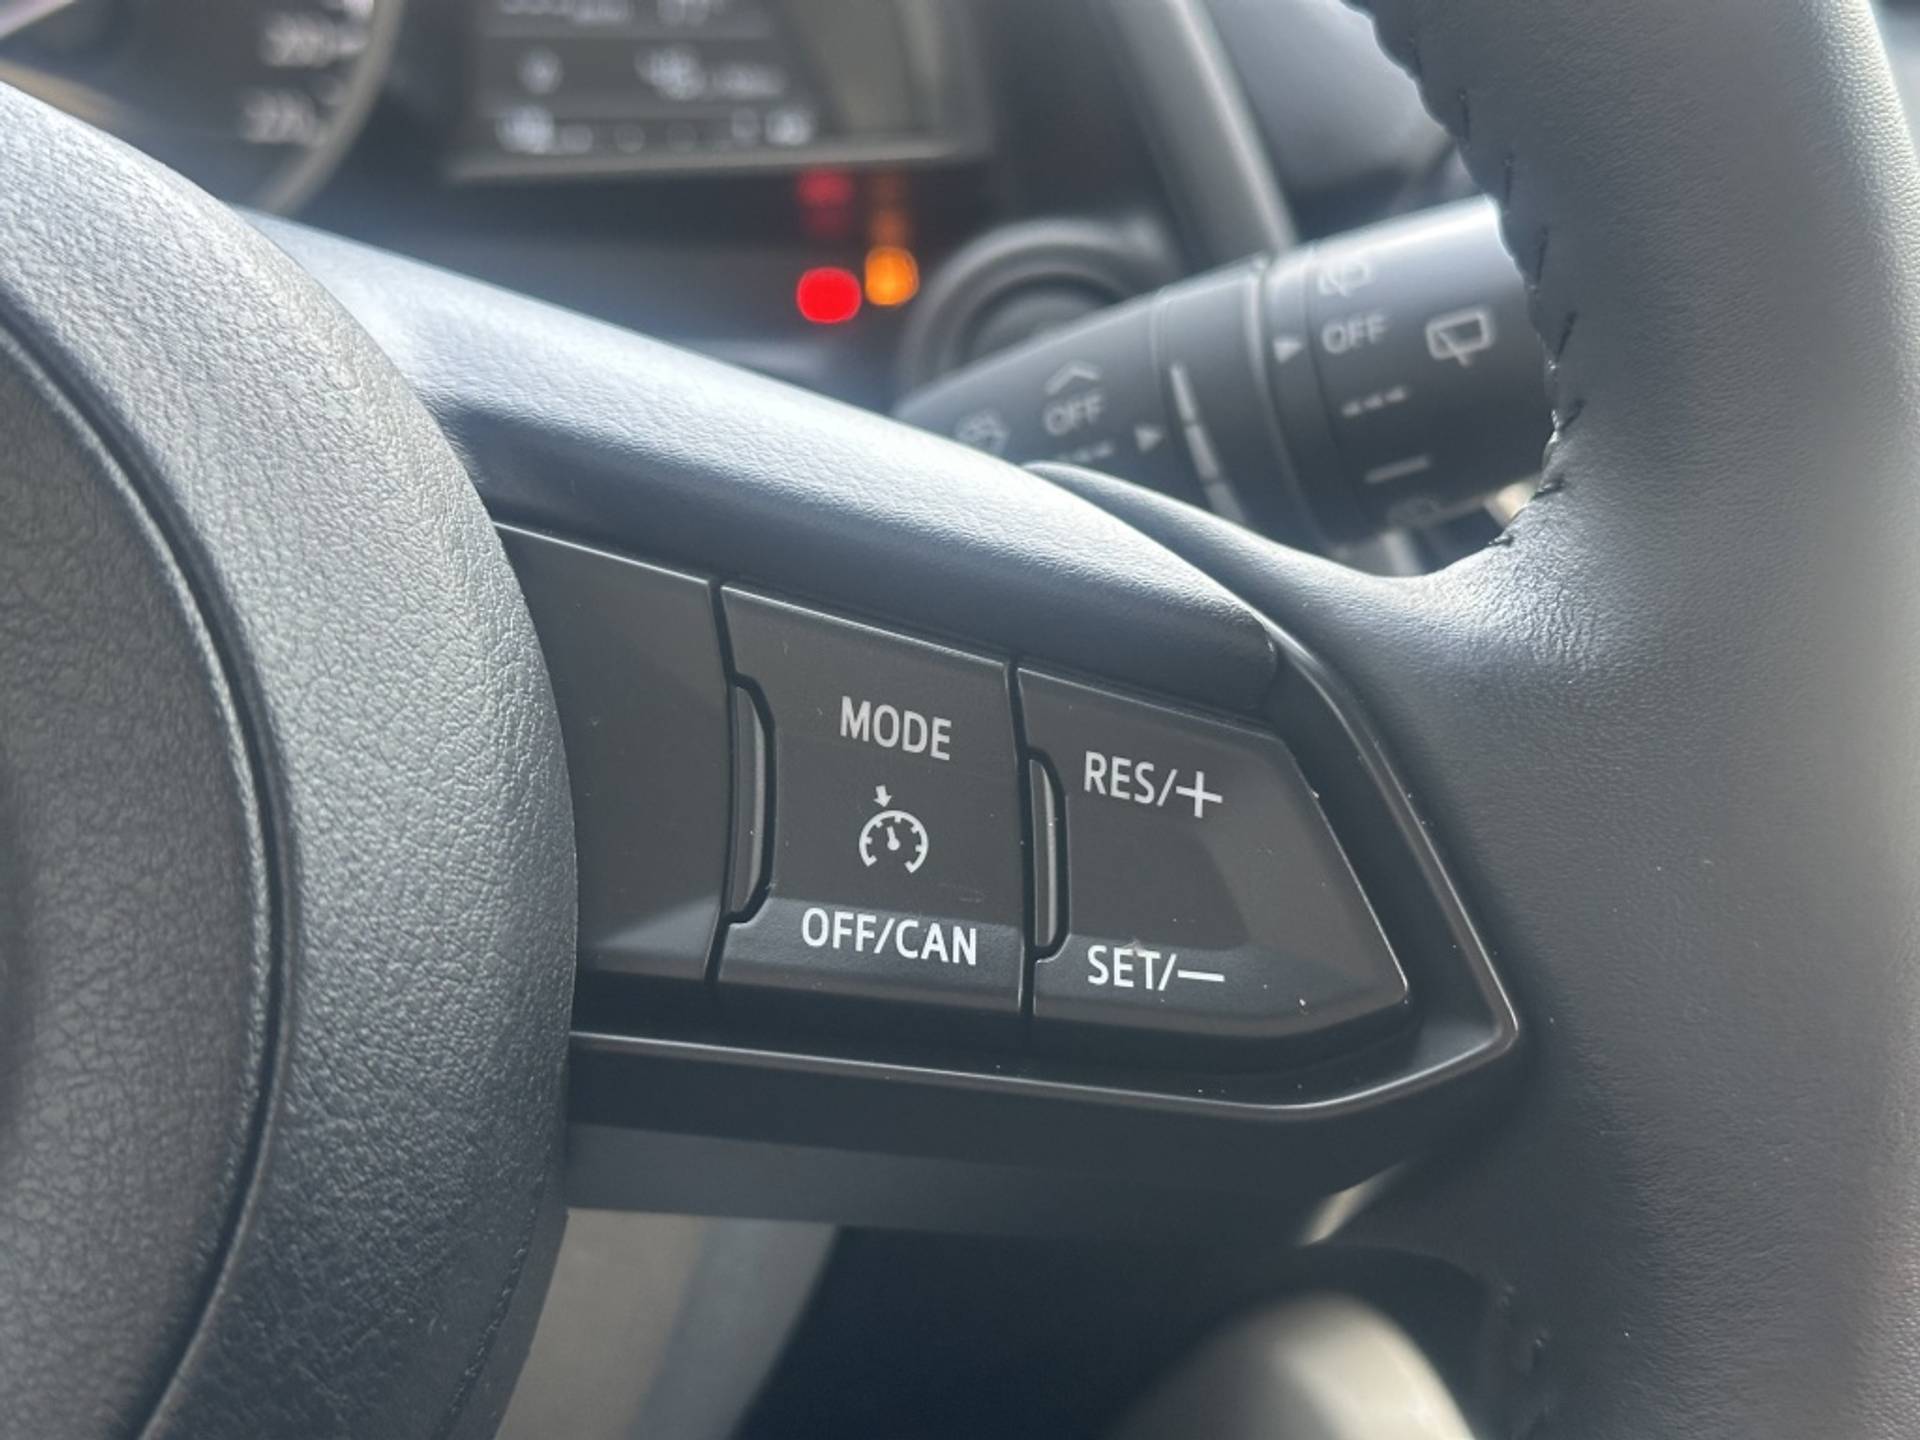 OFF
OFF
MODE
RES/+
OFF/CAN
SET/—